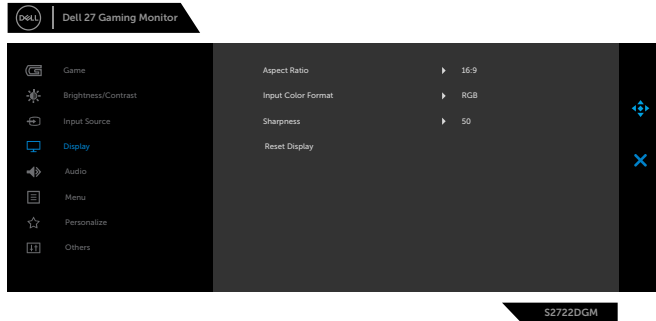 DELL
Dell 27 Gaming Monitor
Game
Aspect Ratio 16:9
Brightness/Contrast
Input Color Format RGB
Input Source
Sharpness 50
Display
Reset Display
Audio
Menu
Personalize
Others
S2722DGM